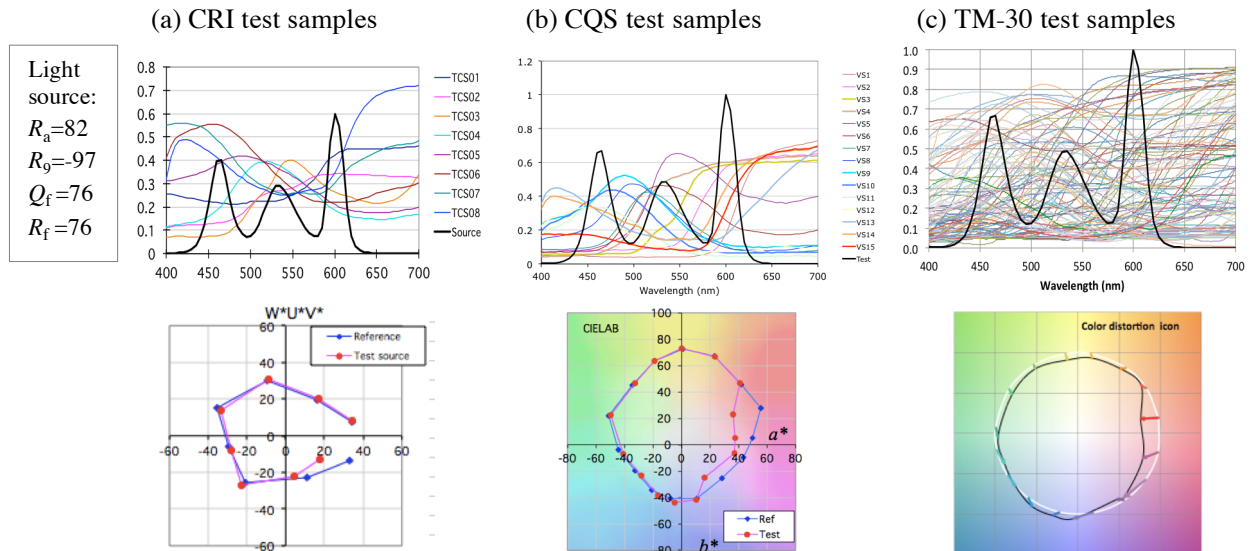 (a) CRI test samples
(b) CQS test samples
(c) TM-30 test samples
Light
source:
Ra=82
R9=-97
Qf =76
Rf =76
0.8
0.7
0.6
0.5
0.4
0.3
0.2
0.1
0
400 450 500 550 600 650 700
TCS01
TCS02
TCS03
TCS04
TCS05
TCS06
TCS07
TCS08
Source
1.2
1
0.8
0.6
0.4
0.2
0
400 450 500 550 600 650 700
Wavelength (nm)
VS1
VS2
VS3
VS4
VS5
VS6
VS7
VS8
VS9
VS10
VS11
VS12
VS13
VS14
VS15
Test
1.0
0.9
0.8
0.7
0.6
0.5
0.4
0.3
0.2
0.1
0.0
400 450 500 550 600 650 700
Wavelength (nm)
W*U*V*
60
40
20
0
-20
-40
-60
-60 -40 -20 0 20 40 60
Reference
Test source
CIELAB
100
80
60
40
20
0
-20
-40
-60
-80
-80 -60 -40 -20 0 20 40 60 80
a*
b*
Ref
Test
Color distortion icon